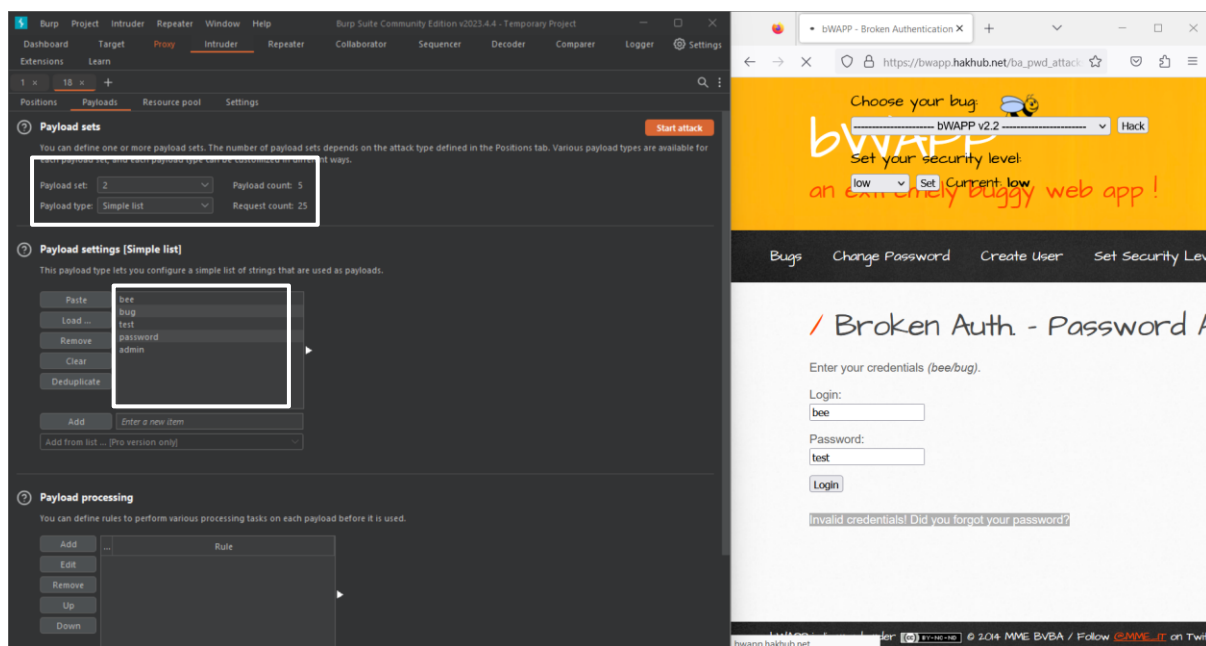 Burp Project Intruder Repeater Window Help Burp Suite Community Edition v2023.4.4 - Temporary Project
Dashboard Target Proxy Intruder Repeater Collaborator Sequencer Decoder Comparer Logger Settings
Extensions Learn
1 × 18 × +
Positions Payloads Resource pool Settings
Payload sets
Start attack
You can define one or more payload sets. The number of payload sets depends on the attack type defined in the Positions tab. Various payload types are available for
each payload set, and each payload type can be customized in different ways.
Payload set: 2 Payload count: 5
Payload type: Simple list Request count: 25
Payload settings [Simple list]
This payload type lets you configure a simple list of strings that are used as payloads.
Paste
Load ...
Remove
Clear
Deduplicate
bee
bug
test
password
admin
Add Enter a new item
Add from list ... [Pro version only]
Payload processing
You can define rules to perform various processing tasks on each payload before it is used.
Add
Edit
Remove
Up
Down
... Rule
bWAPP - Broken Authentication × +
https://bwapp.hakhub.net/ba_pwd_attack
Choose your bug:
---------------------- bWAPP v2.2 ---------------------- Hack
bWAPP
Set your security level:
low Set Current: low
an extremely buggy web app !
Bugs Change Password Create User Set Security Lev
/ Broken Auth. - Password A
Enter your credentials (bee/bug).
Login:
bee
Password:
test
Login
Invalid credentials! Did you forgot your password?
BY-NC-ND © 2014 MME BVBA / Follow @MME_IT on Twit
bwapp.hakhub.net